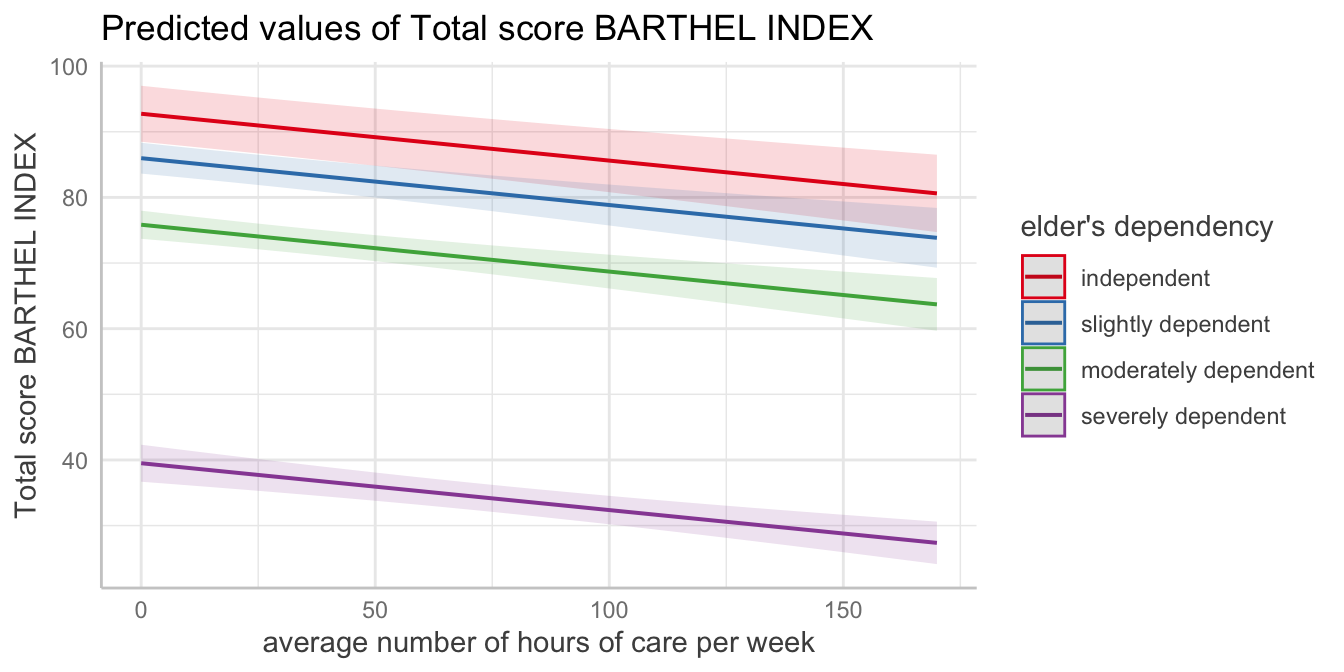 Predicted values of Total score BARTHEL INDEX
Total score BARTHEL INDEX
100
80
60
40
0
50
100
150
average number of hours of care per week
elder's dependency
independent
slightly dependent
moderately dependent
severely dependent